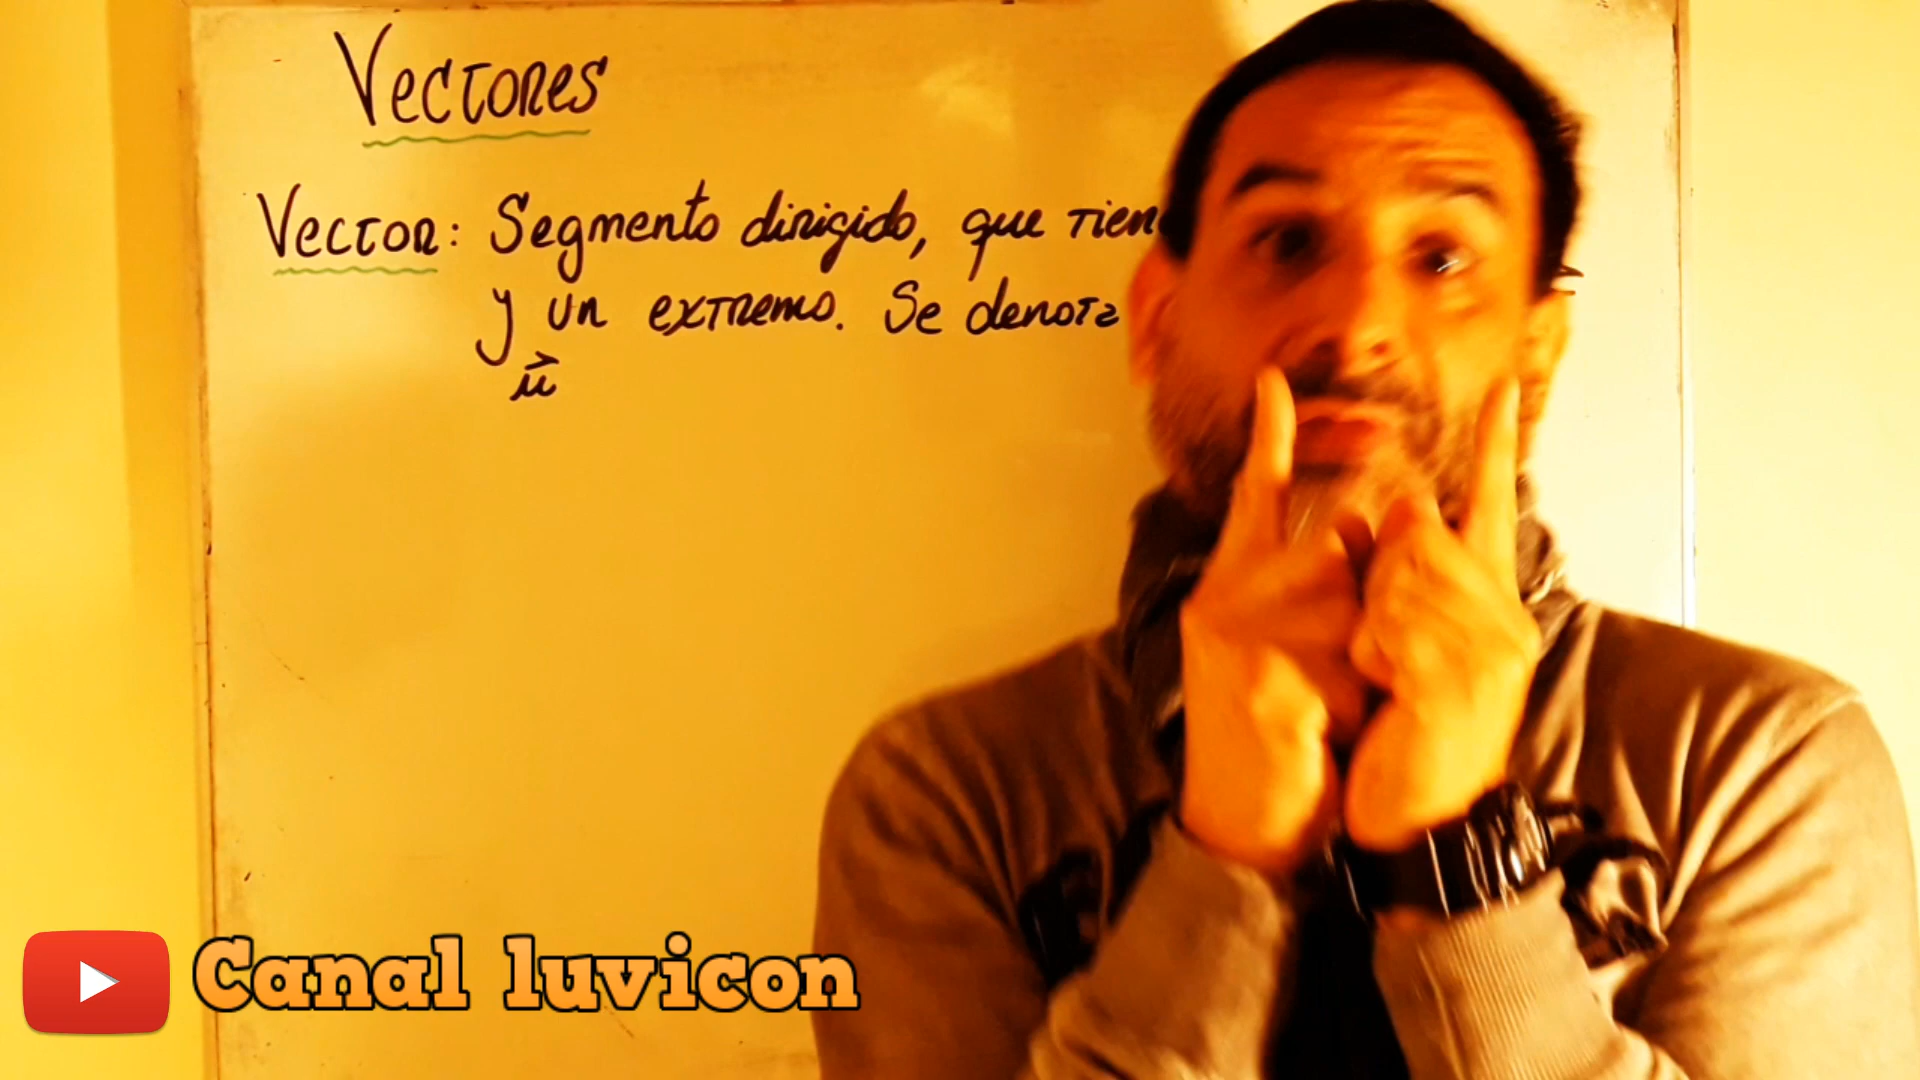 Vectores
Vector: Segmento dirigido, que tien
y un extremo. Se denota
u⃗
Canal luvicon